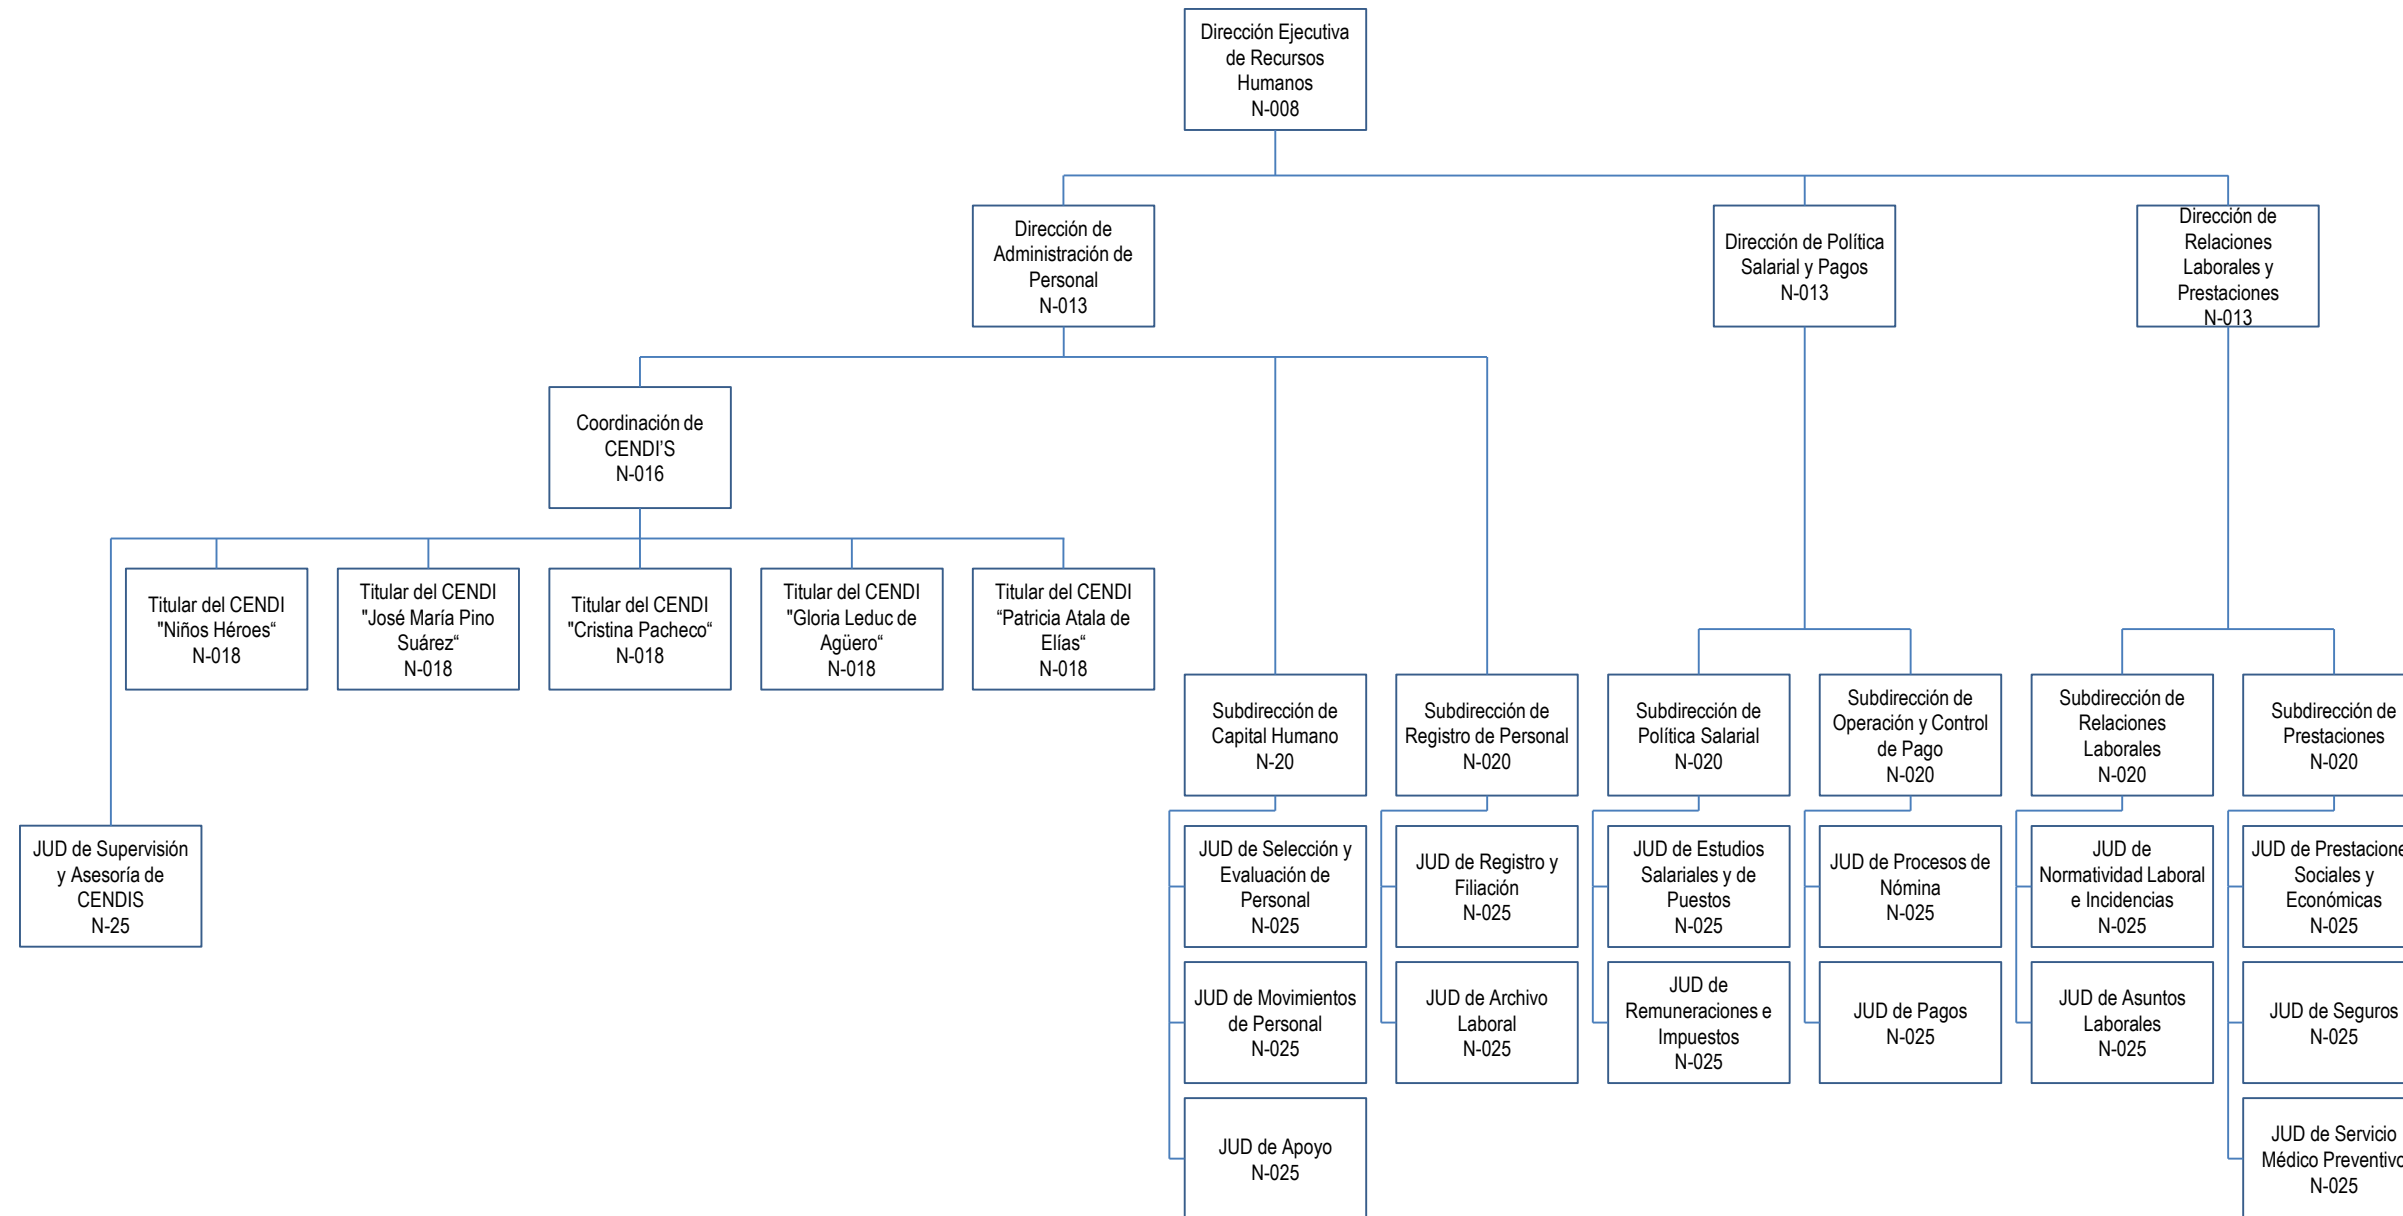 Dirección Ejecutiva
de Recursos
Humanos
N-008
Dirección de
Administración de
Personal
N-013
Dirección de Política
Salarial y Pagos
N-013
Dirección de
Relaciones
Laborales y
Prestaciones
N-013
Coordinación de
CENDI’S
N-016
Titular del CENDI
"Niños Héroes“
N-018
Titular del CENDI
"José María Pino
Suárez“
N-018
Titular del CENDI
"Cristina Pacheco“
N-018
Titular del CENDI
"Gloria Leduc de
Agüero“
N-018
Titular del CENDI
“Patricia Atala de
Elías“
N-018
Subdirección de
Capital Humano
N-20
Subdirección de
Registro de Personal
N-020
Subdirección de
Política Salarial
N-020
Subdirección de
Operación y Control
de Pago
N-020
Subdirección de
Relaciones
Laborales
N-020
Subdirección de
Prestaciones
N-020
JUD de Supervisión
y Asesoría de
CENDIS
N-25
JUD de Selección y
Evaluación de
Personal
N-025
JUD de Registro y
Filiación
N-025
JUD de Estudios
Salariales y de
Puestos
N-025
JUD de Procesos de
Nómina
N-025
JUD de
Normatividad Laboral
e Incidencias
N-025
JUD de Prestacione
Sociales y
Económicas
N-025
JUD de Movimientos
de Personal
N-025
JUD de Archivo
Laboral
N-025
JUD de
Remuneraciones e
Impuestos
N-025
JUD de Pagos
N-025
JUD de Asuntos
Laborales
N-025
JUD de Seguros
N-025
JUD de Apoyo
N-025
JUD de Servicio
Médico Preventivo
N-025